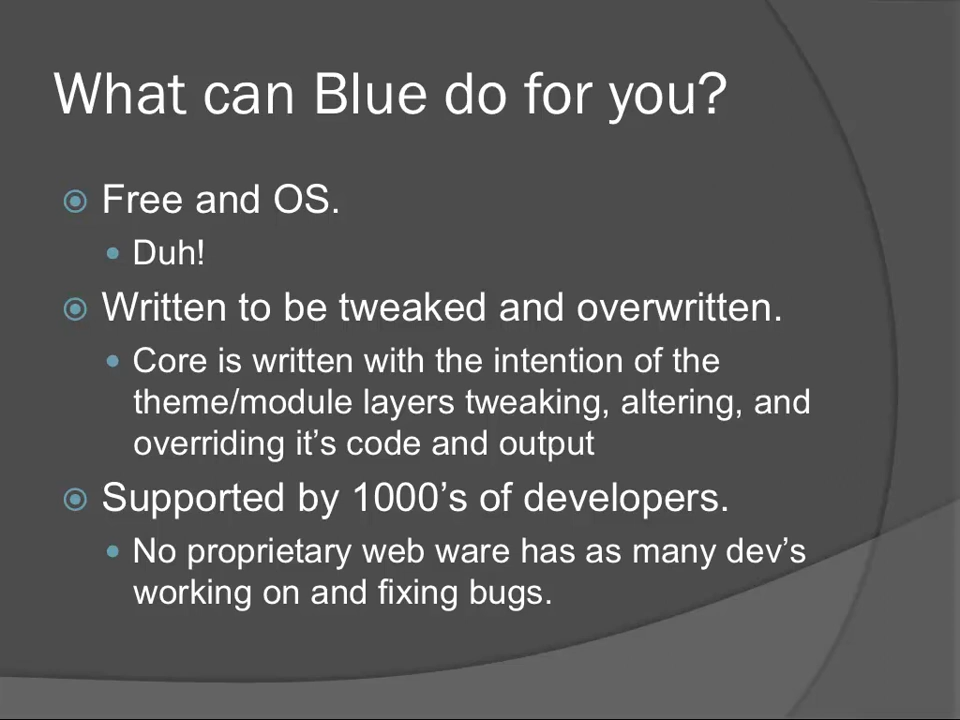 What can Blue do for you?
Free and OS.
Duh!
Written to be tweaked and overwritten.
Core is written with the intention of the
theme/module layers tweaking, altering, and
overriding it’s code and output
Supported by 1000’s of developers.
No proprietary web ware has as many dev’s
working on and fixing bugs.